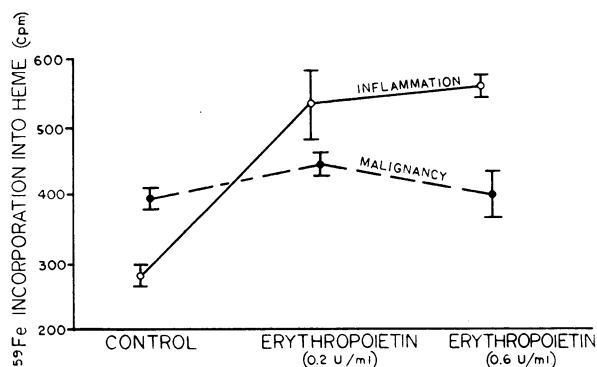 59Fe INCORPORATION INTO HEME (cpm)
600
500
400
300
200
INFLAMMATION
MALIGNANCY
CONTROL
ERYTHROPOIETIN
(0.2 U/ml)
ERYTHROPOIETIN
(0.6 U/ml)